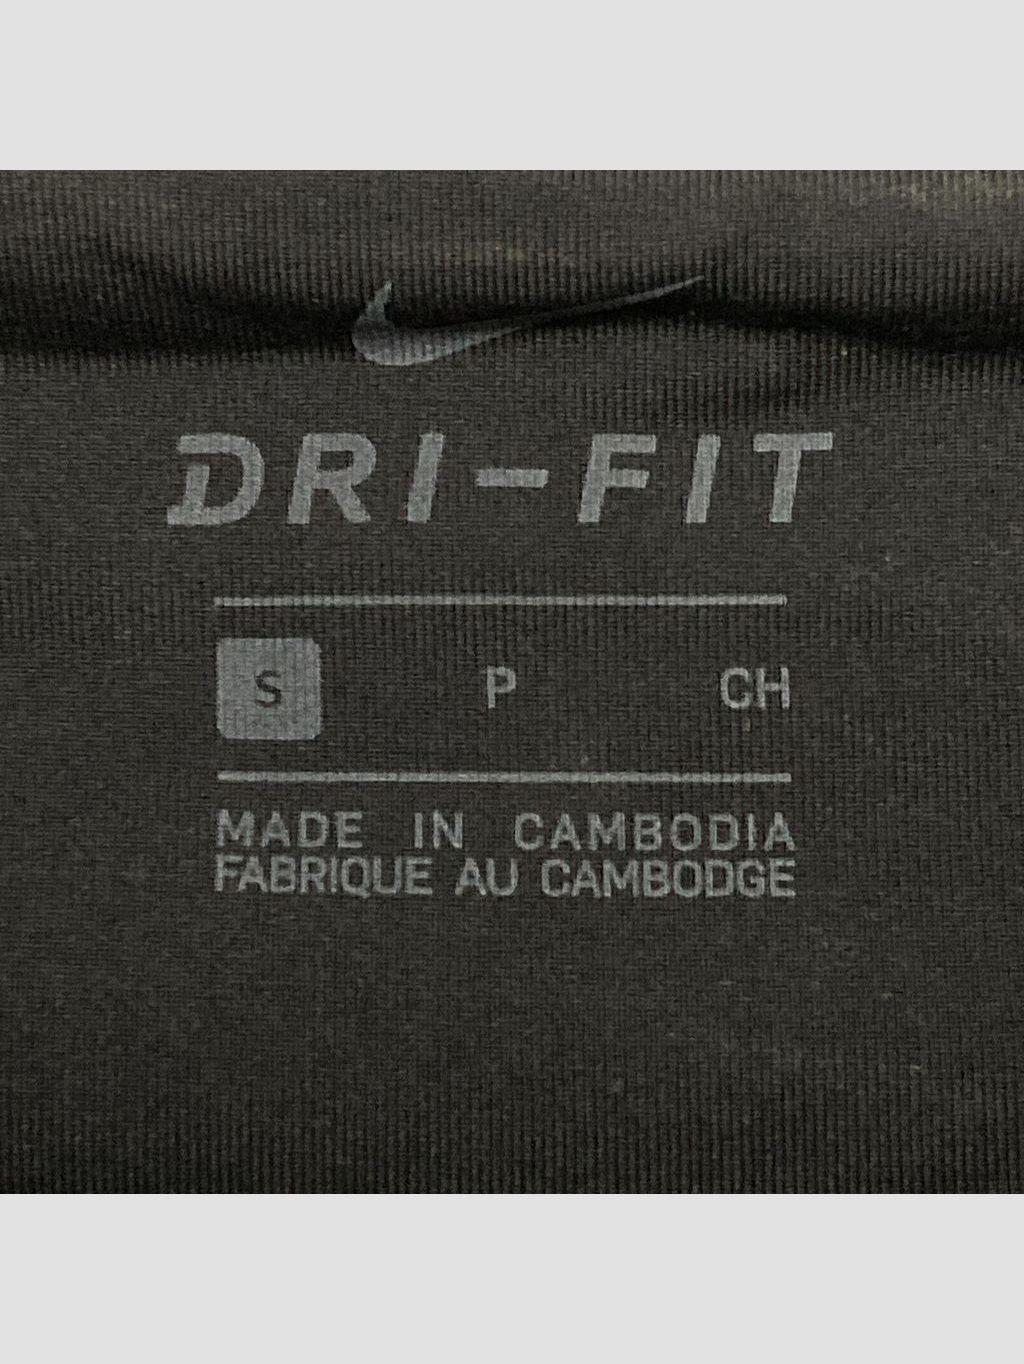 DRI-FIT
S P CH
MADE IN CAMBODIA
FABRIQUE AU CAMBODGE